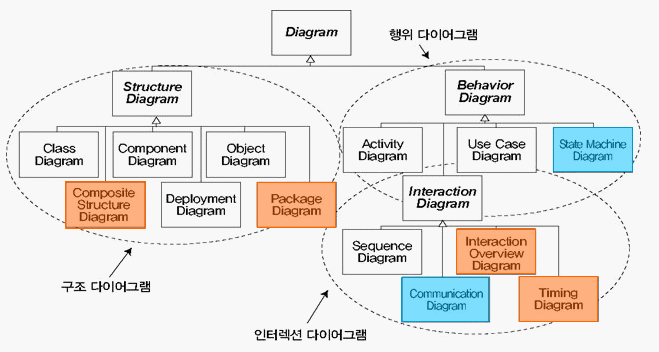 Diagram
행위 다이어그램
Structure
Diagram
Behavior
Diagram
Class
Diagram
Component
Diagram
Object
Diagram
Activity
Diagram
Use Case
Diagram
State Machine
Diagram
Composite
Structure
Diagram
Deployment
Diagram
Package
Diagram
Interaction
Diagram
Sequence
Diagram
Interaction
Overview
Diagram
Communication
Diagram
Timing
Diagram
구조 다이어그램
인터렉션 다이어그램